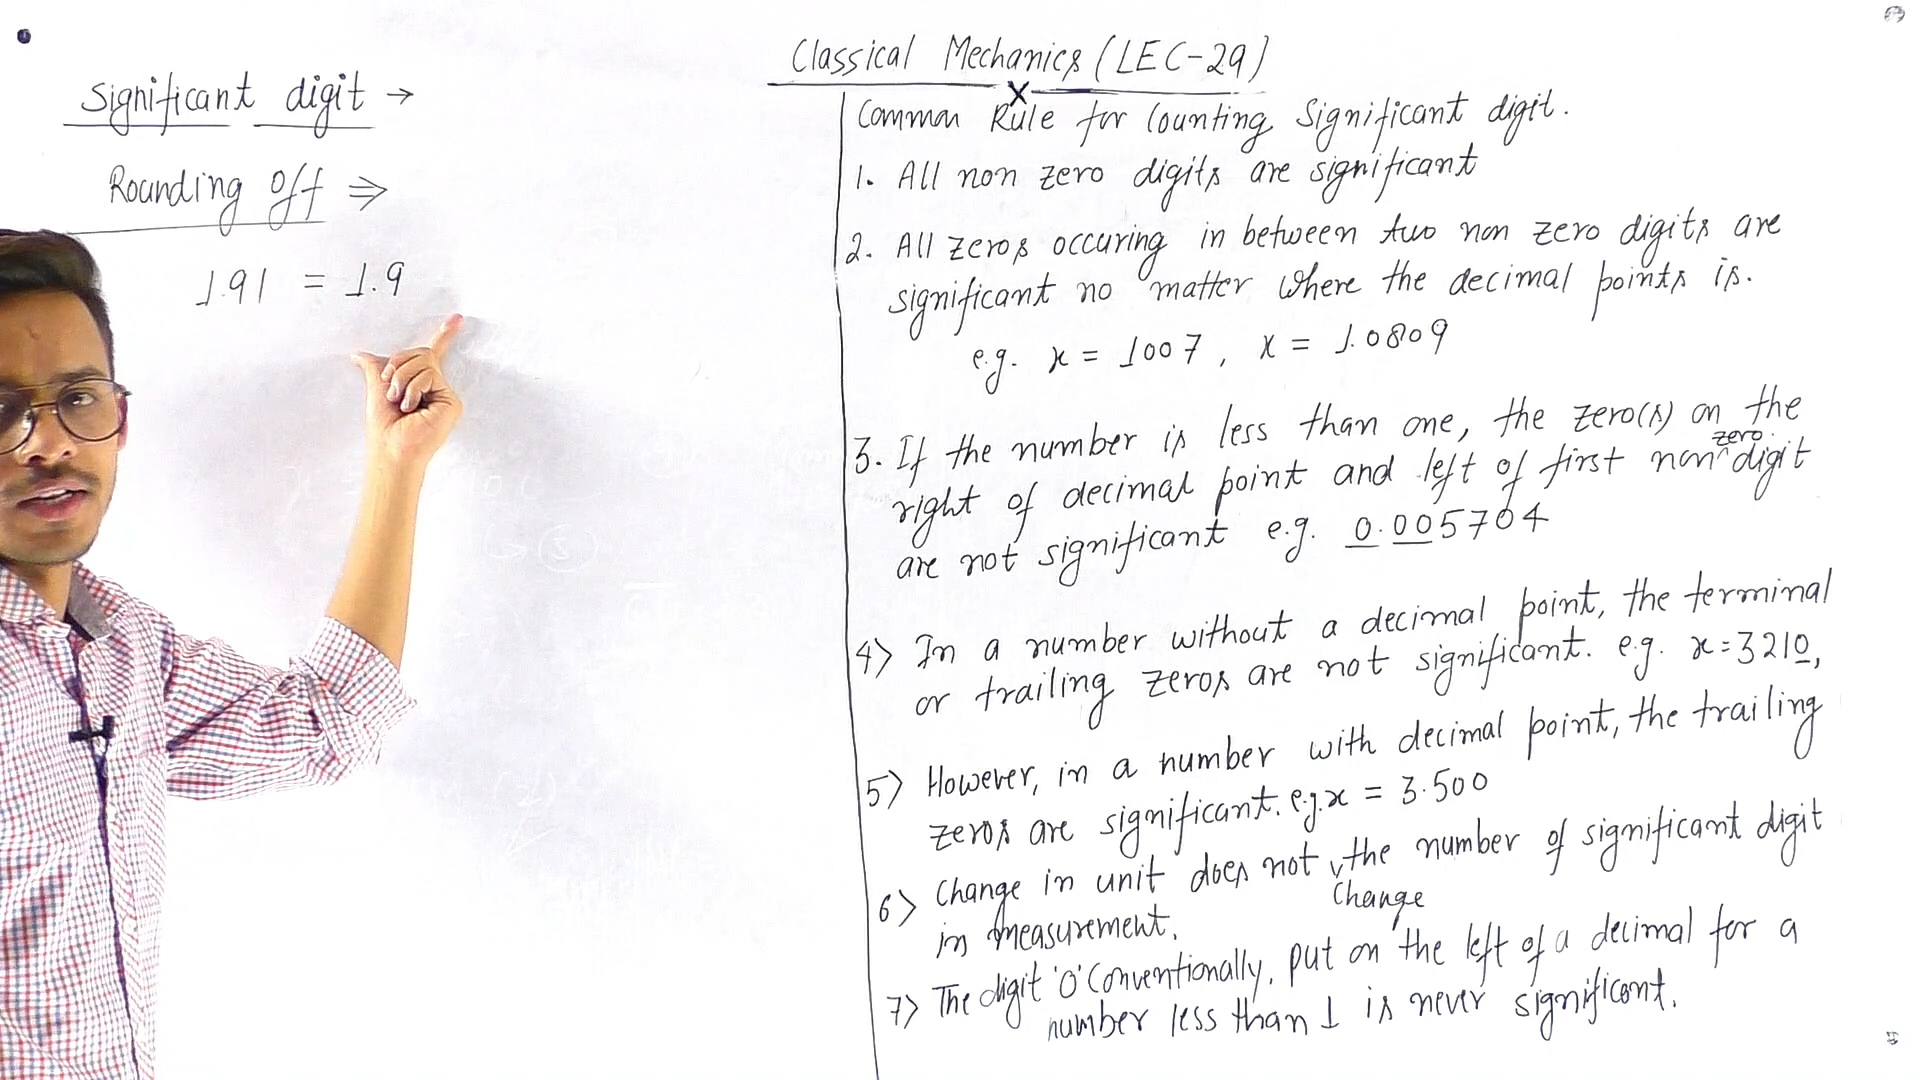 Classical Mechanics (LEC-29)
X
Significant digit →
Rounding off ⇒
1.91 = 1.9
Common Rule for Counting Significant digit.
1. All non zero digits are significant
2. All zeros occuring in between two non zero digits are
significant no matter where the decimal points is.
e.g. x = 1007, x = 1.0809
3. If the number is less than one, the zero(s) on the
right of decimal point and left of first non zero digit
are not significant e.g. 0.005704
4) In a number without a decimal point, the terminal
or trailing zeros are not significant. e.g. x = 3210,
5) However, in a number with decimal point, the trailing
zeros are significant. e.g. x = 3.500
6) Change in unit does not change the number of significant digit
in measurement.
7) The digit 'O' Conventionally, put on the left of a decimal for a
number less than 1 is never significant.